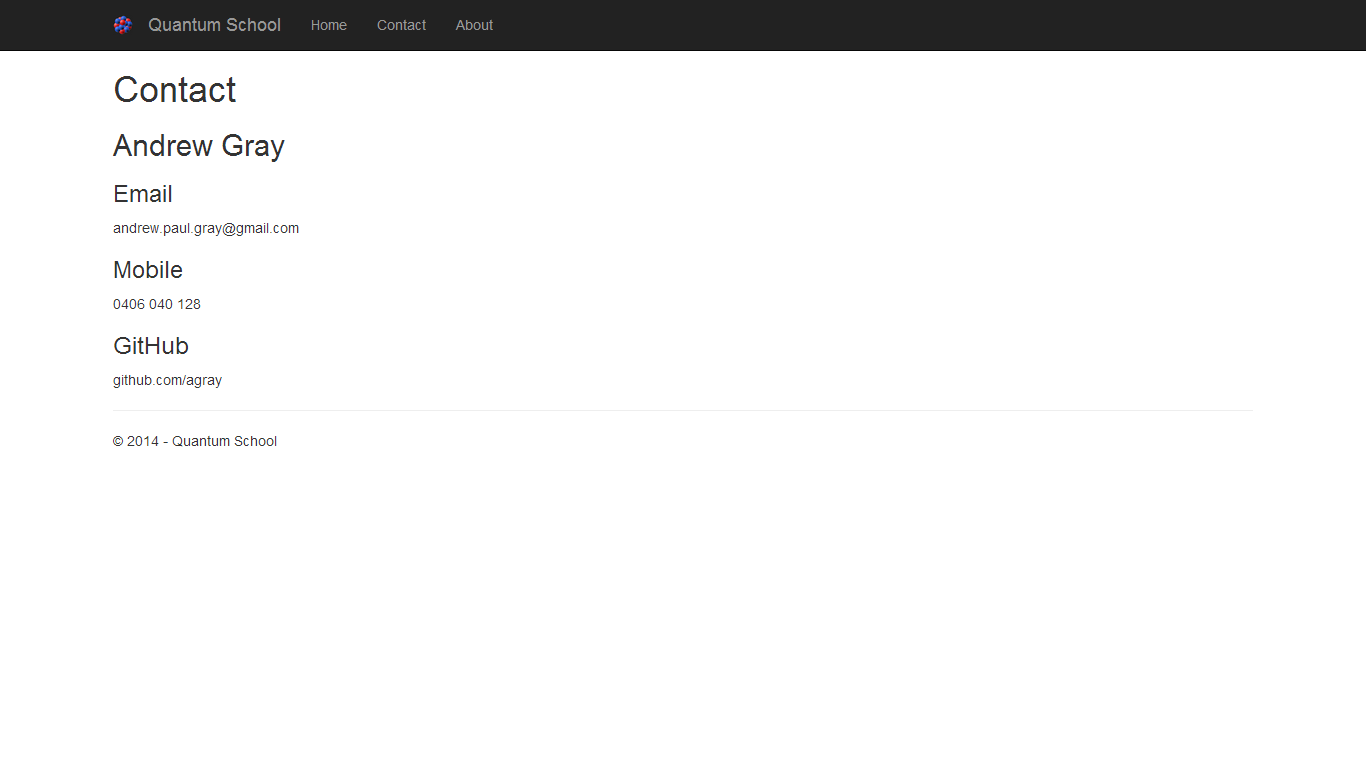 Quantum School Home Contact About
Contact
Andrew Gray
Email
andrew.paul.gray@gmail.com
Mobile
0406 040 128
GitHub
github.com/agray
© 2014 - Quantum School